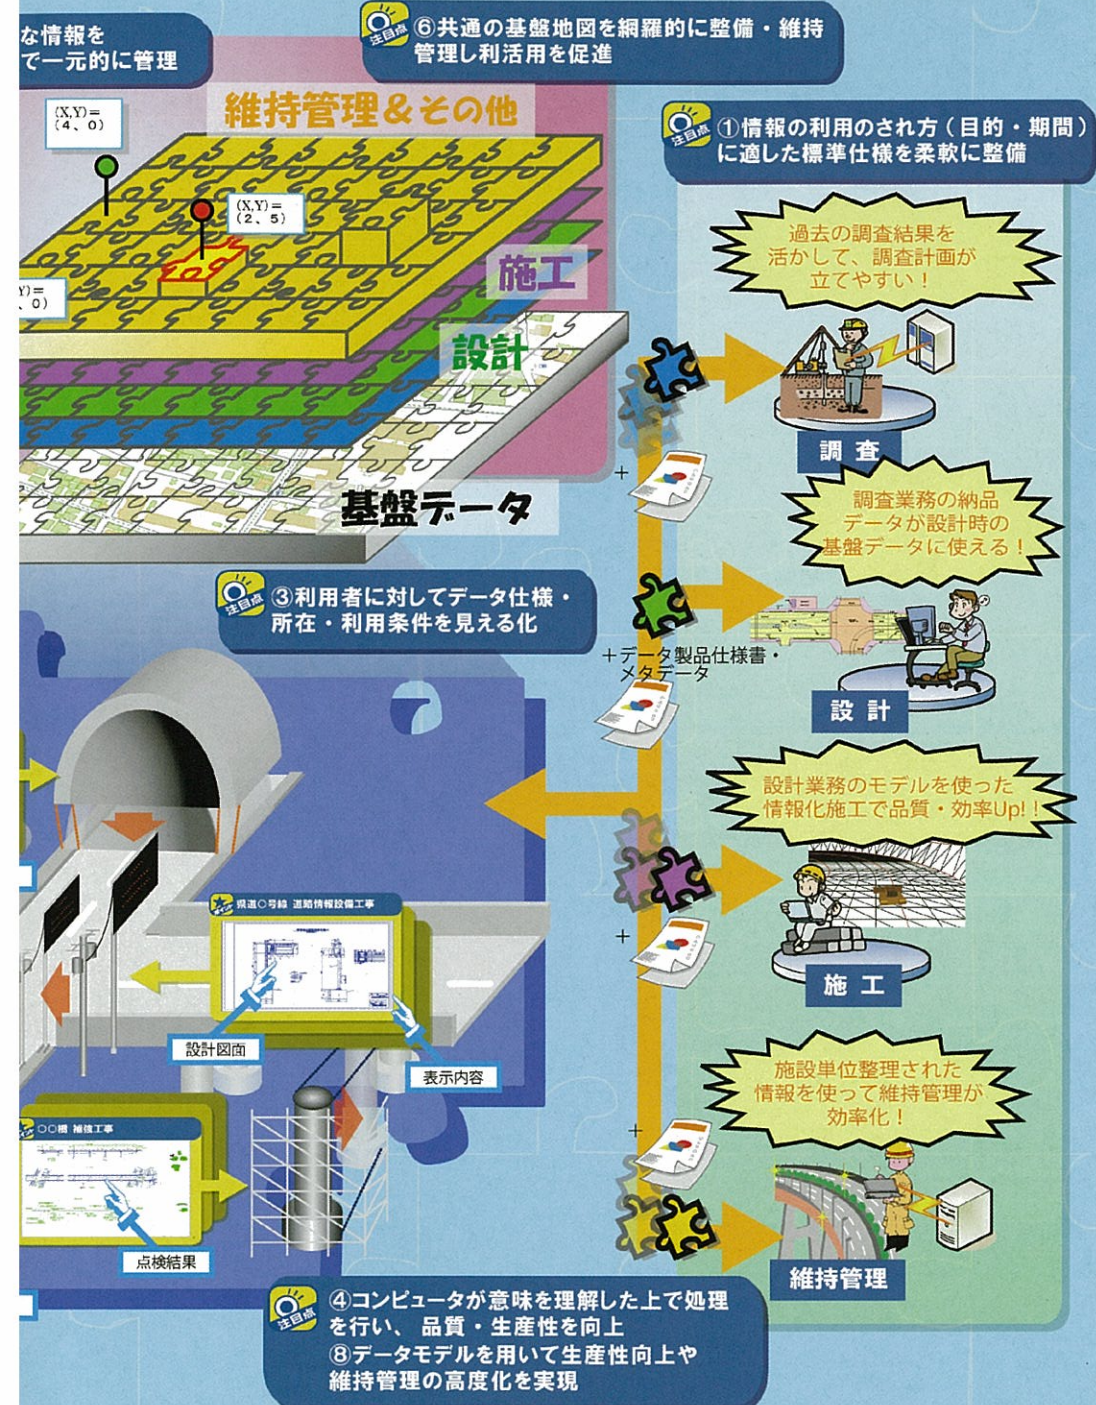 な情報を
で一元的に管理
注目点
⑥共通の基盤地図を網羅的に整備・維持
管理し利活用を促進
(X,Y)=
(4、0)
維持管理&その他
(X,Y)=
(2、5)
Y)=
、0)
施工
設計
基盤データ
注目点
①情報の利用のされ方(目的・期間)
に適した標準仕様を柔軟に整備
過去の調査結果を
活かして、調査計画が
立てやすい!
調査
+
調査業務の納品
データが設計時の
基盤データに使える!
注目点
③利用者に対してデータ仕様・
所在・利用条件を見える化
+データ製品仕様書・
メタデータ
設計
設計業務のモデルを使った
情報化施工で品質・効率Up!!
+
施工
県道○号線 道路情報設備工事
設計図面
表示内容
施設単位整理された
情報を使って維持管理が
効率化!
+
○○橋 補強工事
点検結果
維持管理
注目点
④コンピュータが意味を理解した上で処理
を行い、品質・生産性を向上
⑧データモデルを用いて生産性向上や
維持管理の高度化を実現